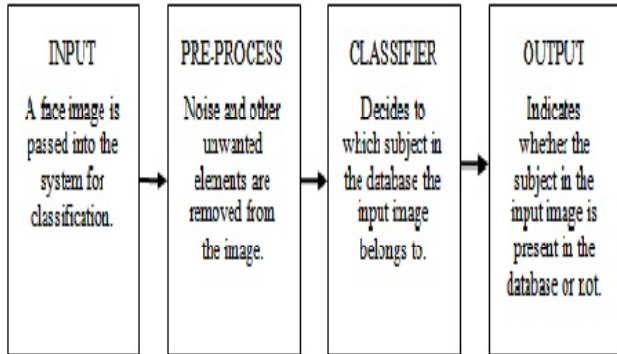 INPUT
A face image is
passed into the
system for
classification.
PRE-PROCESS
Noise and other
unwanted
elements are
removed from
the image.
CLASSIFIER
Decides to
which subject in
the database the
input image
belongs to.
OUTPUT
Indicates
whether the
subject in the
input image is
present in the
database or not.